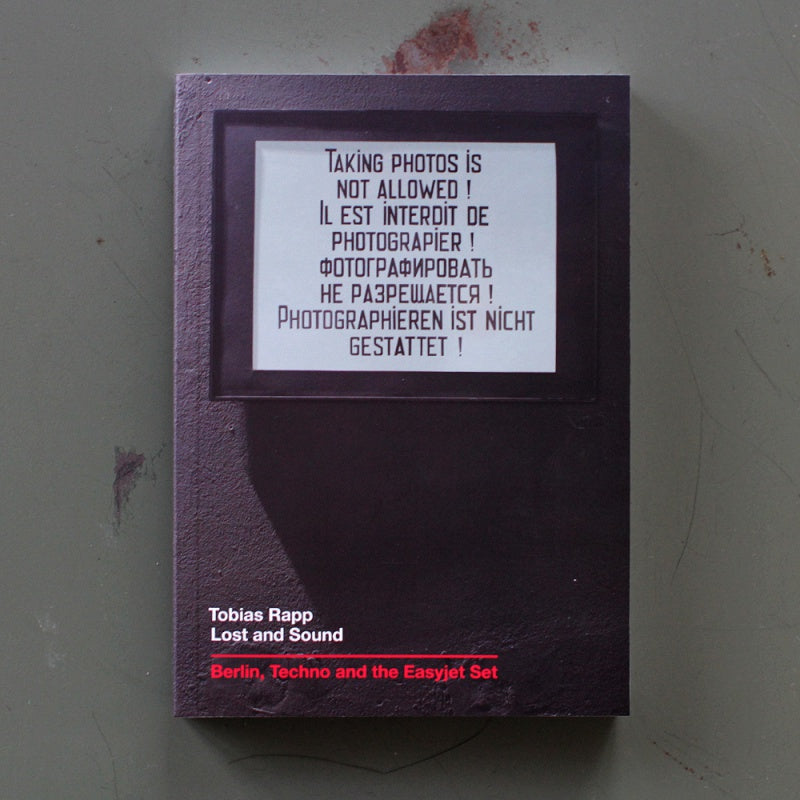 Taking photos is
not allowed !
Il est interdit de
photograpier !
фотографировать
не разрешается !
Photographieren ist nicht
gestattet !
Tobias Rapp
Lost and Sound
Berlin, Techno and the Easyjet Set